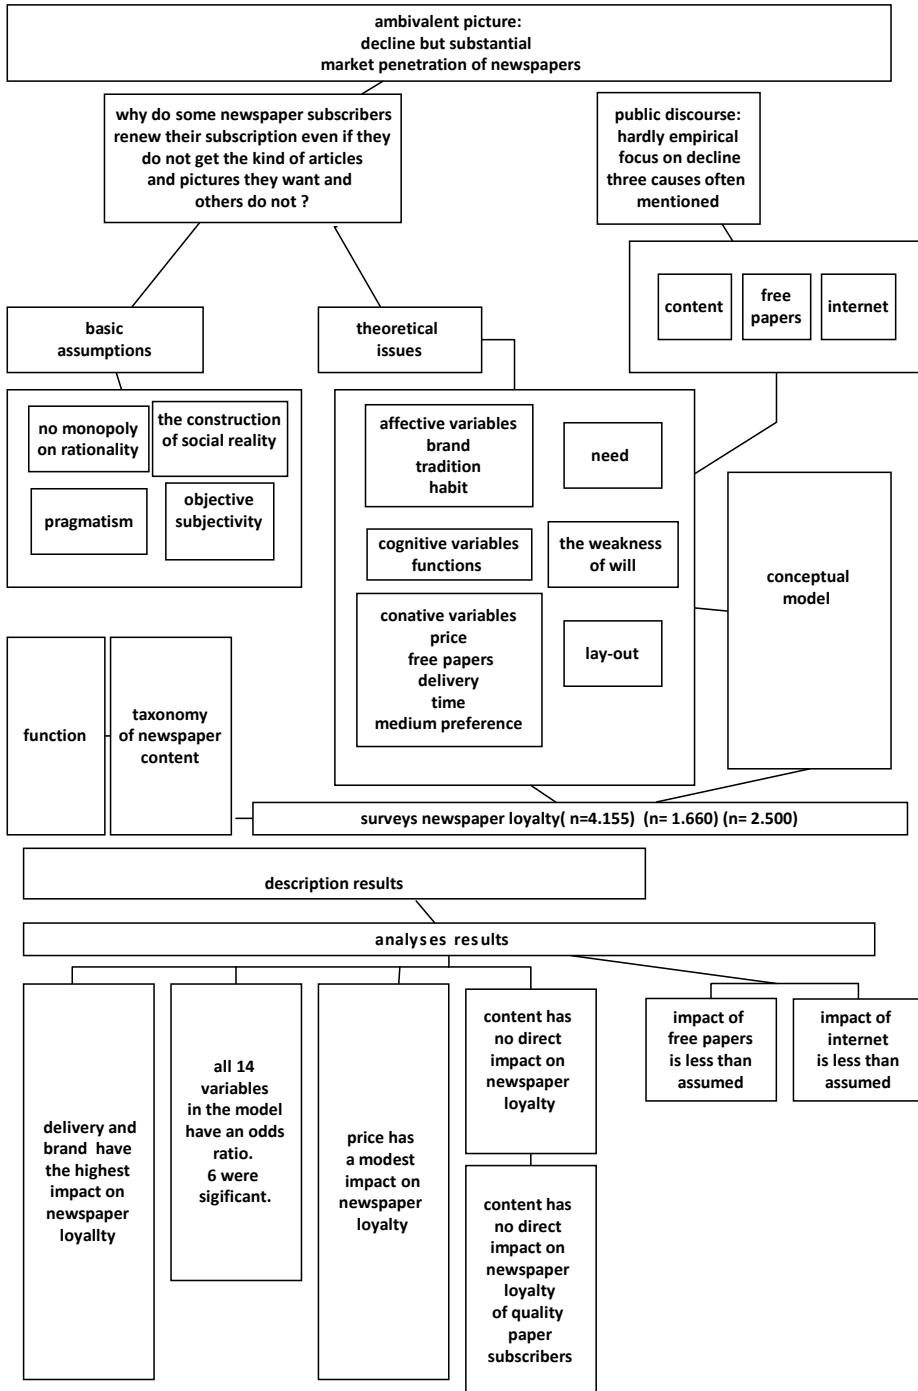 ambivalent picture:
decline but substantial
market penetration of newspapers
why do some newspaper subscribers
renew their subscription even if they
do not get the kind of articles
and pictures they want and
others do not ?
public discourse:
hardly empirical
focus on decline
three causes often
mentioned
content
free
papers
internet
basic
assumptions
theoretical
issues
no monopoly
on rationality
the construction
of social reality
pragmatism
objective
subjectivity
affective variables
brand
tradition
habit
need
cognitive variables
functions
the weakness
of will
conative variables
price
free papers
delivery
time
medium preference
lay-out
conceptual
model
function
taxonomy
of newspaper
content
surveys newspaper loyalty( n=4.155)  (n= 1.660) (n= 2.500)
description results
analyses results
delivery and
brand have
the highest
impact on
newspaper
loyallty
all 14
variables
in the model
have an odds
ratio.
6 were
sigificant.
price has
a modest
impact on
newspaper
loyalty
content has
no direct
impact on
newspaper
loyalty
content has
no direct
impact on
newspaper
loyalty
of quality
paper
subscribers
impact of
free papers
is less than
assumed
impact of
internet
is less than
assumed